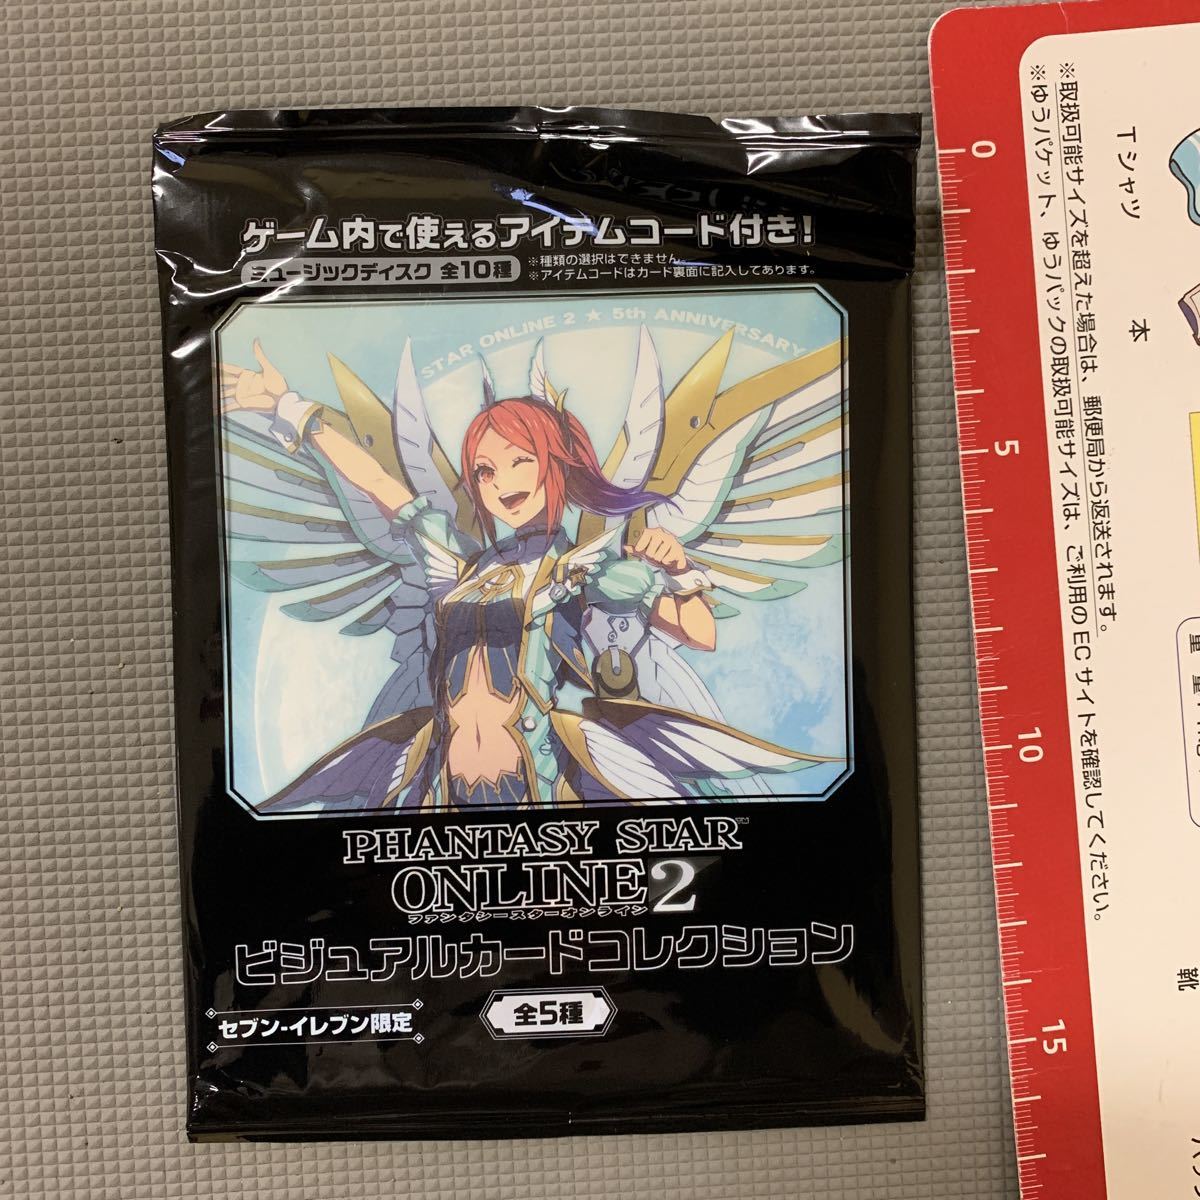 ゲーム内で使えるアイテムコード付き!
ミュージックディスク 全10種
※種類の選択はできません。
※アイテムコードはカード裏面に記入してあります。
STAR ONLINE 2 ★ 5th ANNIVERSARY
PHANTASY STAR™
ONLINE 2
ファンタシースターオンライン
ビジュアルカードコレクション
全5種
セブン-イレブン限定
※取扱可能サイズを超えた場合は、郵便局から返送されます。
※ゆうパケット、ゆうパックの取扱可能サイズは、ご利用のECサイトを確認してください。
Tシャツ
本
靴
0
5
10
15